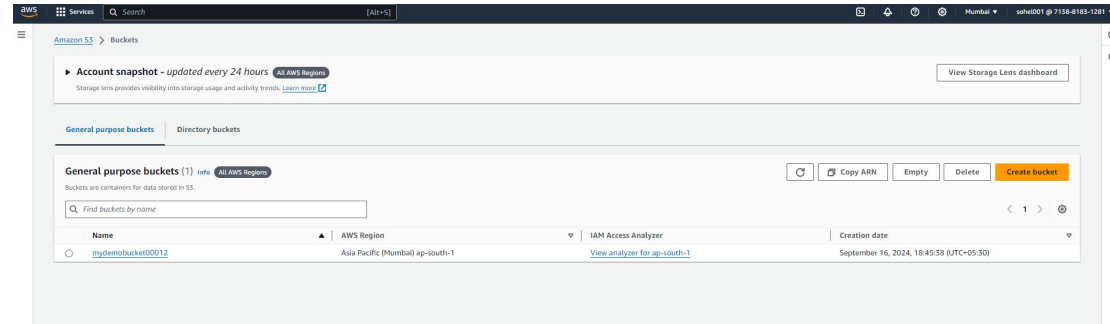 aws Services Search [Alt+S] Mumbai ▼ sohel001 @ 7138-8183-1281
Amazon S3 > Buckets
▶ Account snapshot - updated every 24 hours All AWS Regions View Storage Lens dashboard
Storage lens provides visibility into storage usage and activity trends. Learn more
General purpose buckets Directory buckets
General purpose buckets (1) Info All AWS Regions Copy ARN Empty Delete Create bucket
Buckets are containers for data stored in S3.
Find buckets by name < 1 >
Name ▲ AWS Region ▽ IAM Access Analyzer Creation date ▽
mydemobucket00012 Asia Pacific (Mumbai) ap-south-1 View analyzer for ap-south-1 September 16, 2024, 18:45:38 (UTC+05:30)